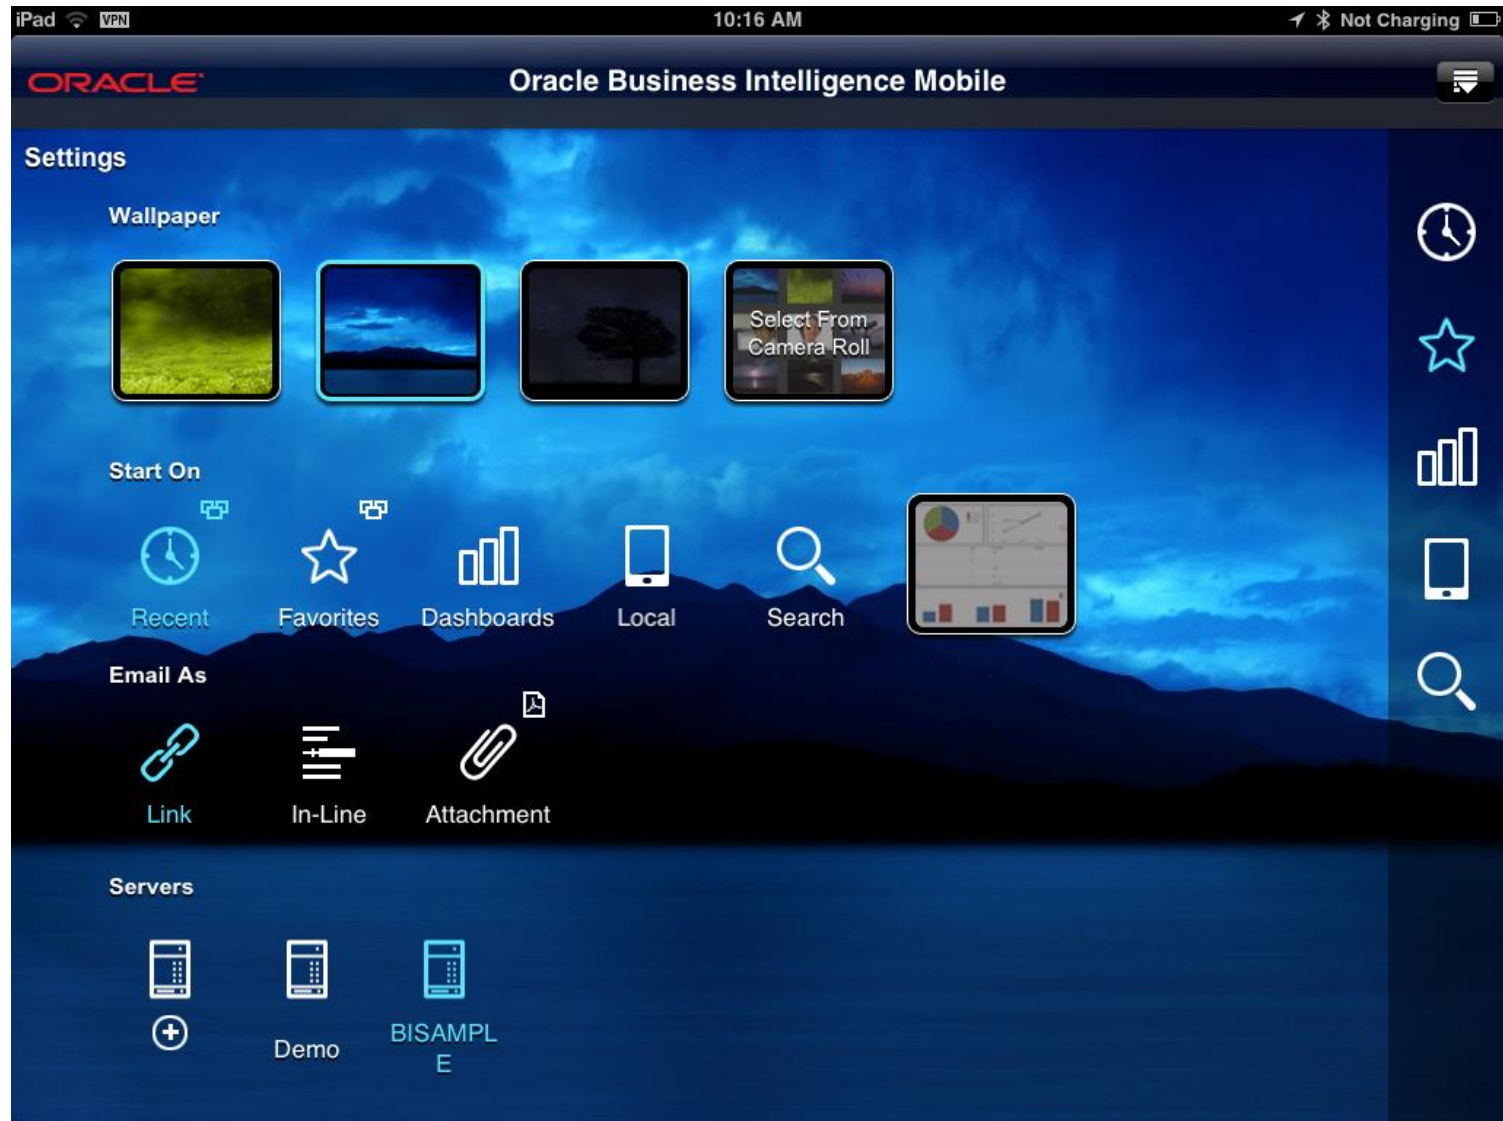 iPad VPN 10:16 AM Not Charging
ORACLE Oracle Business Intelligence Mobile
Settings
Wallpaper
Select From
Camera Roll
Start On
Recent Favorites Dashboards Local Search
Email As
Link In-Line Attachment
Servers
Demo BISAMPL
E